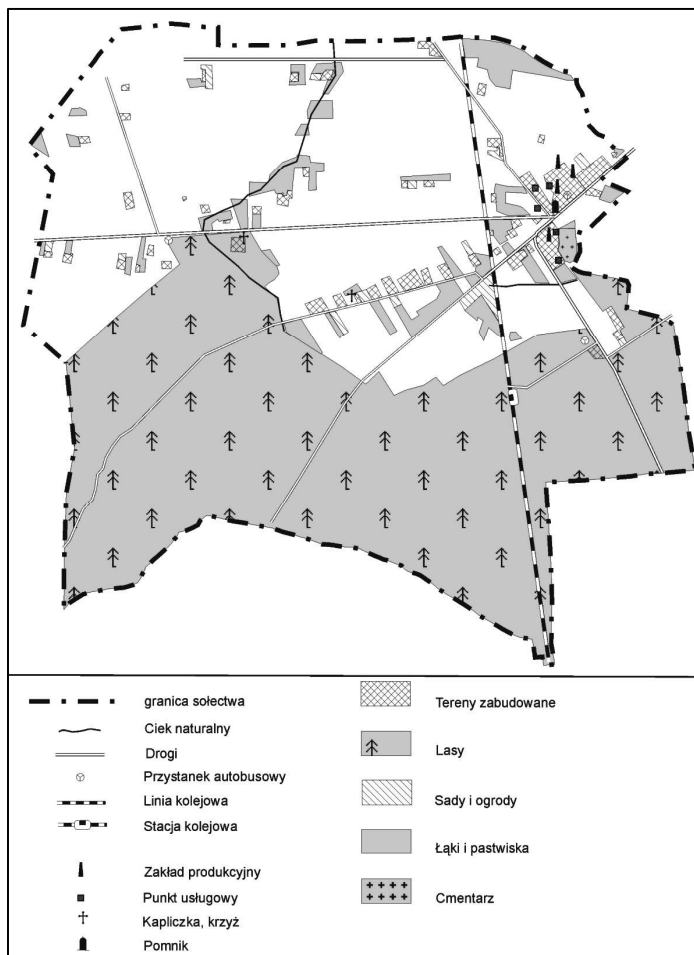 granica sołectwa
Ciek naturalny
Drogi
Przystanek autobusowy
Linia kolejowa
Stacja kolejowa
Zakład produkcyjny
Punkt usługowy
Kapliczka, krzyż
Pomnik
Tereny zabudowane
Lasy
Sady i ogrody
Łąki i pastwiska
Cmentarz